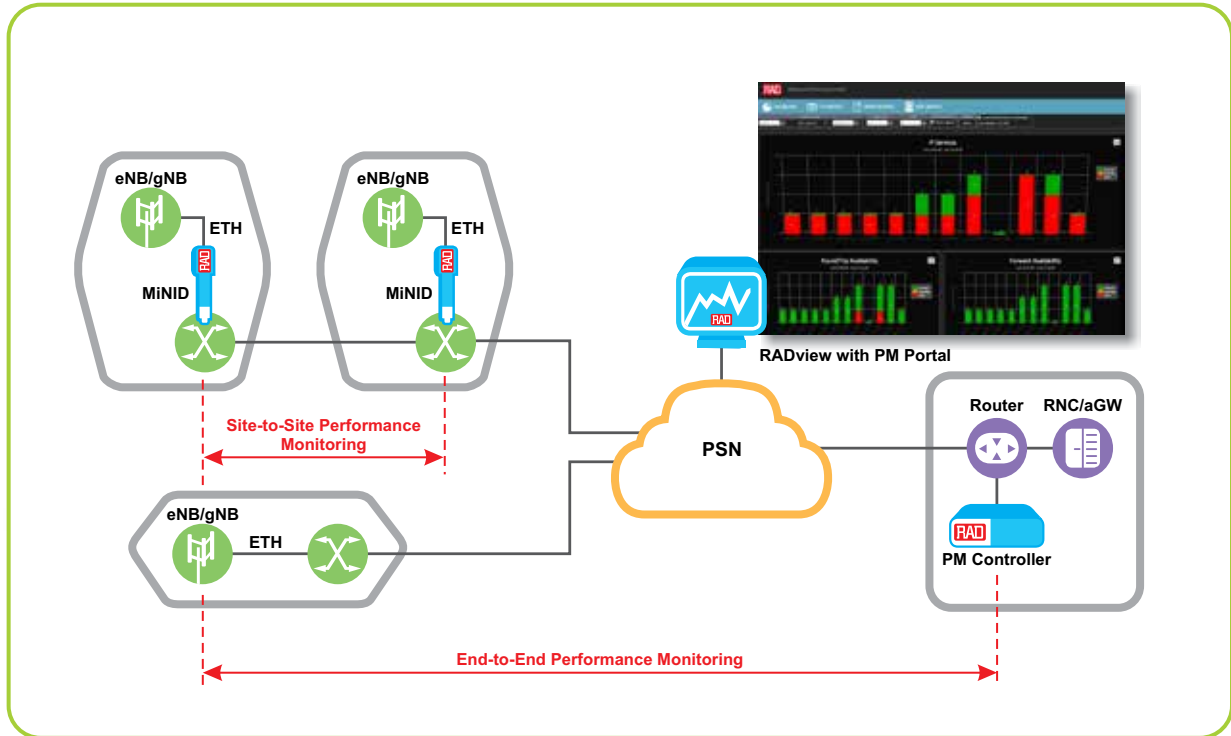 RAD
eNB/gNB
ETH
RAD
MiNID
eNB/gNB
ETH
RAD
MiNID
RAD
RADview with PM Portal
Site-to-Site Performance
Monitoring
PSN
Router
RNC/aGW
RAD
PM Controller
eNB/gNB
ETH
End-to-End Performance Monitoring